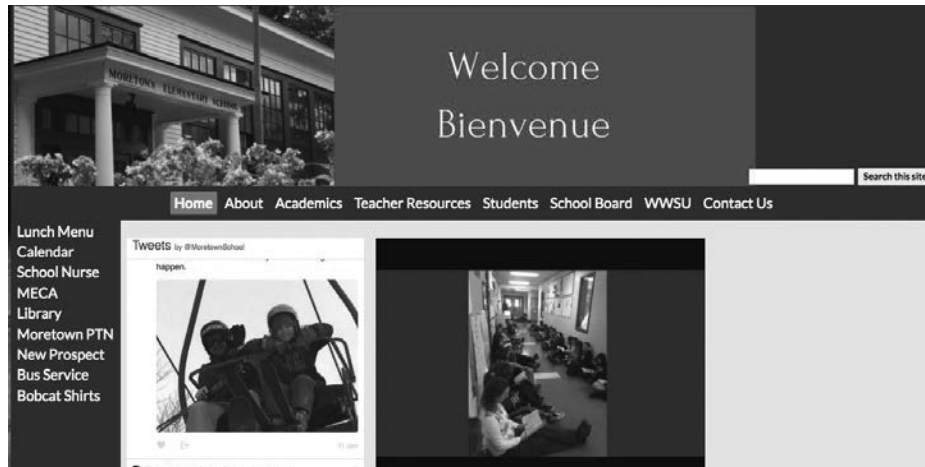 MORETOWN ELEMENTARY SCHOOL
Welcome
Bienvenue
Search this site
Home About Academics Teacher Resources Students School Board WWSU Contact Us
Lunch Menu
Calendar
School Nurse
MECA
Library
Moretown PTN
New Prospect
Bus Service
Bobcat Shirts
Tweets by @MoretownSchool
happen.
11 Jan